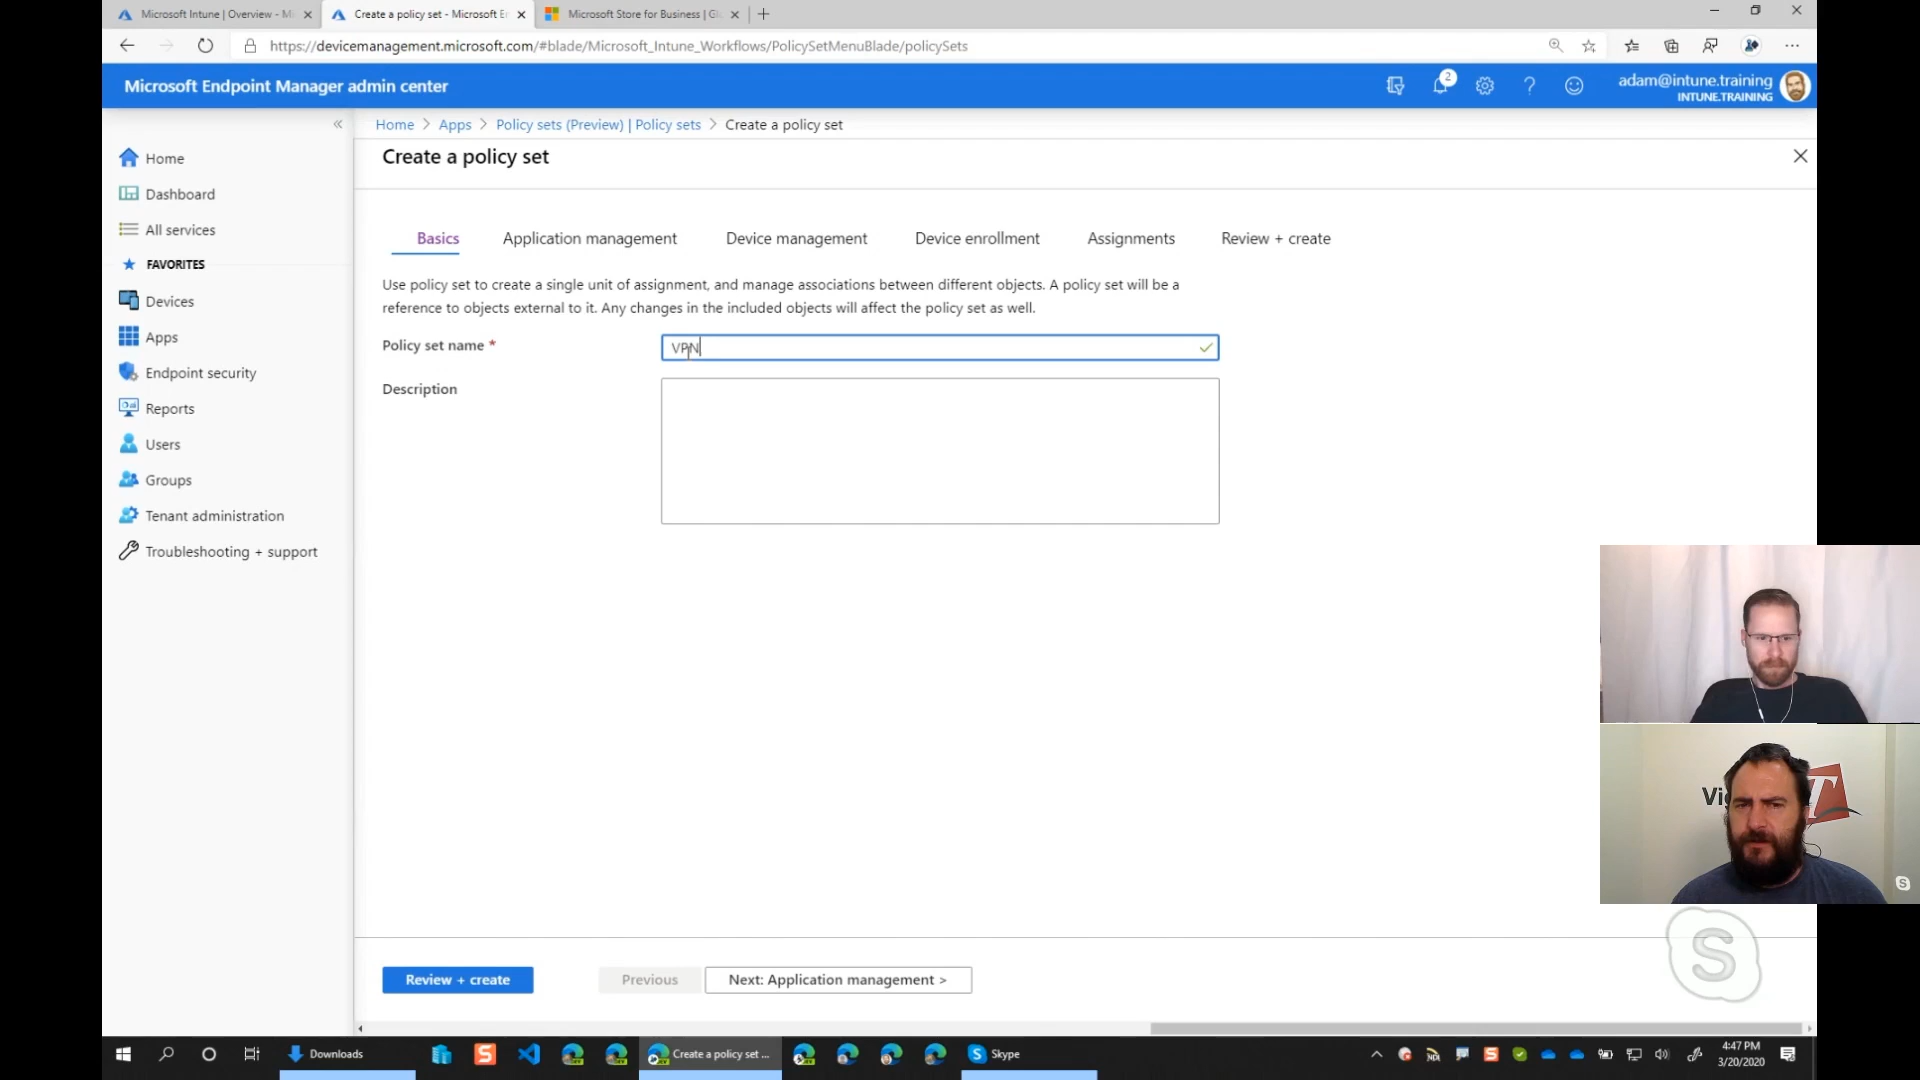 Microsoft Intune | Overview - Mi
Create a policy set - Microsoft E
Microsoft Store for Business | Gl
https://devicemanagement.microsoft.com/#blade/Microsoft_Intune_Workflows/PolicySetMenuBlade/policySets
Microsoft Endpoint Manager admin center
2
adam@intune.training
INTUNE.TRAINING
Home > Apps > Policy sets (Preview) | Policy sets > Create a policy set
Create a policy set
Home
Dashboard
All services
FAVORITES
Devices
Apps
Endpoint security
Reports
Users
Groups
Tenant administration
Troubleshooting + support
Basics
Application management
Device management
Device enrollment
Assignments
Review + create
Use policy set to create a single unit of assignment, and manage associations between different objects. A policy set will be a
reference to objects external to it. Any changes in the included objects will affect the policy set as well.
Policy set name *
VPN
Description
Review + create
Previous
Next: Application management >
Vi
T
S
Downloads
Create a policy set ...
Skype
4:47 PM
3/20/2020